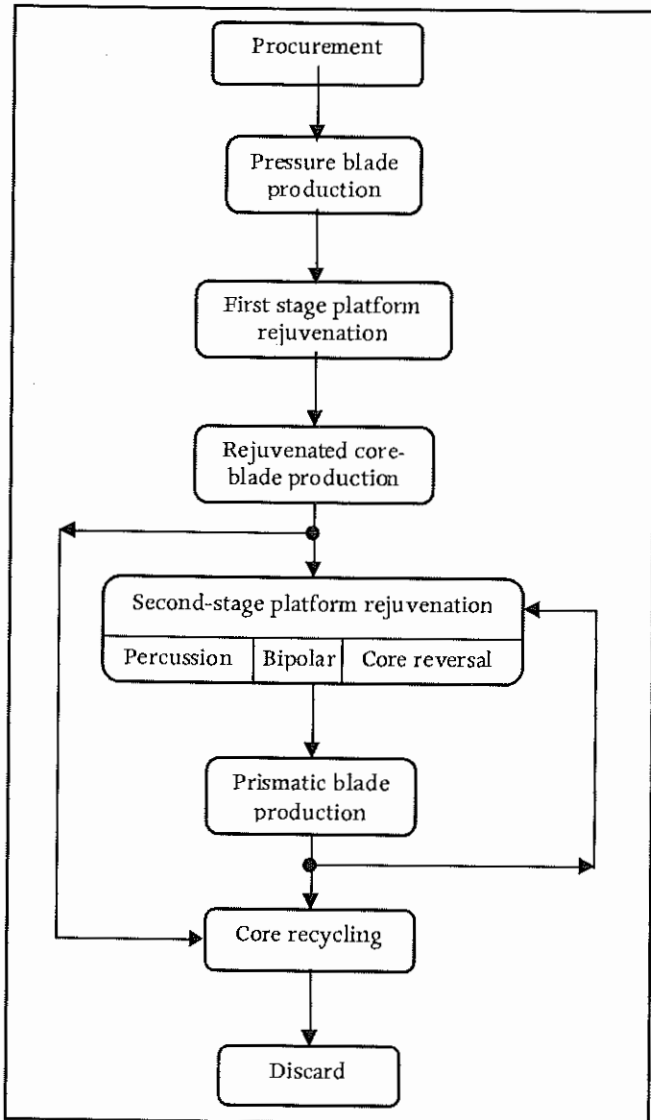 Procurement
Pressure blade
production
First stage platform
rejuvenation
Rejuvenated core-
blade production
Second-stage platform rejuvenation
Percussion Bipolar Core reversal
Prismatic blade
production
Core recycling
Discard